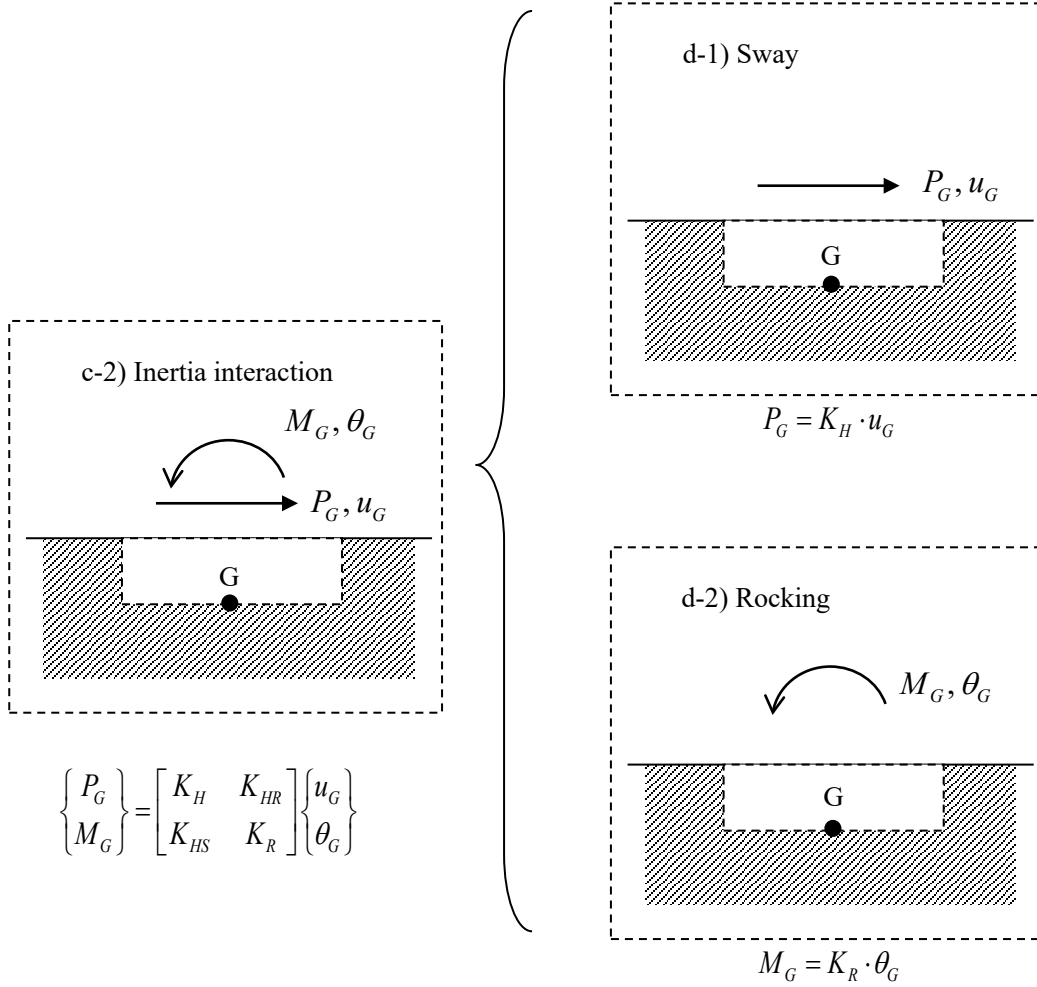 c-2) Inertia interaction
M_G, θ_G
P_G, u_G
G
{P_G M_G} = [K_H K_HR K_HS K_R] {u_G θ_G}
d-1) Sway
P_G, u_G
G
P_G = K_H · u_G
d-2) Rocking
M_G, θ_G
G
M_G = K_R · θ_G